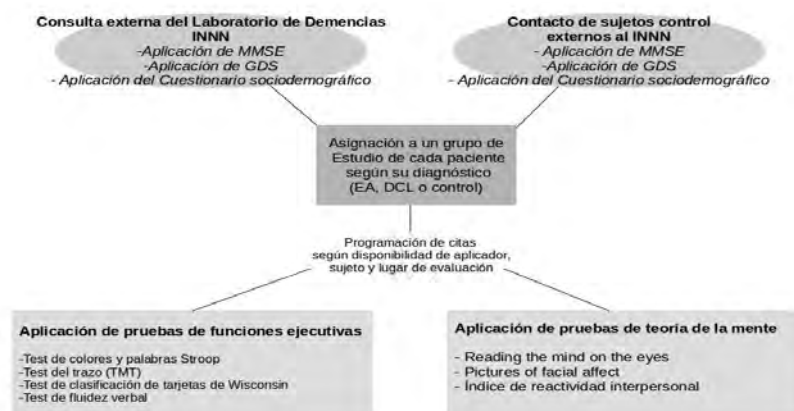 Consulta externa del Laboratorio de Demencias
INNN
-Aplicación de MMSE
-Aplicación de GDS
- Aplicación del Cuestionario sociodemográfico
Contacto de sujetos control
externos al INNN
- Aplicación de MMSE
-Aplicación de GDS
- Aplicación del Cuestionario sociodemográfico
Asignación a un grupo de
Estudio de cada paciente
según su diagnóstico
(EA, DCL o control)
Programación de citas
según disponibilidad de aplicador,
sujeto y lugar de evaluación
Aplicación de pruebas de funciones ejecutivas
-Test de colores y palabras Stroop
-Test del trazo (TMT)
-Test de clasificación de tarjetas de Wisconsin
-Test de fluidez verbal
Aplicación de pruebas de teoría de la mente
- Reading the mind on the eyes
- Pictures of facial affect
- Índice de reactividad interpersonal